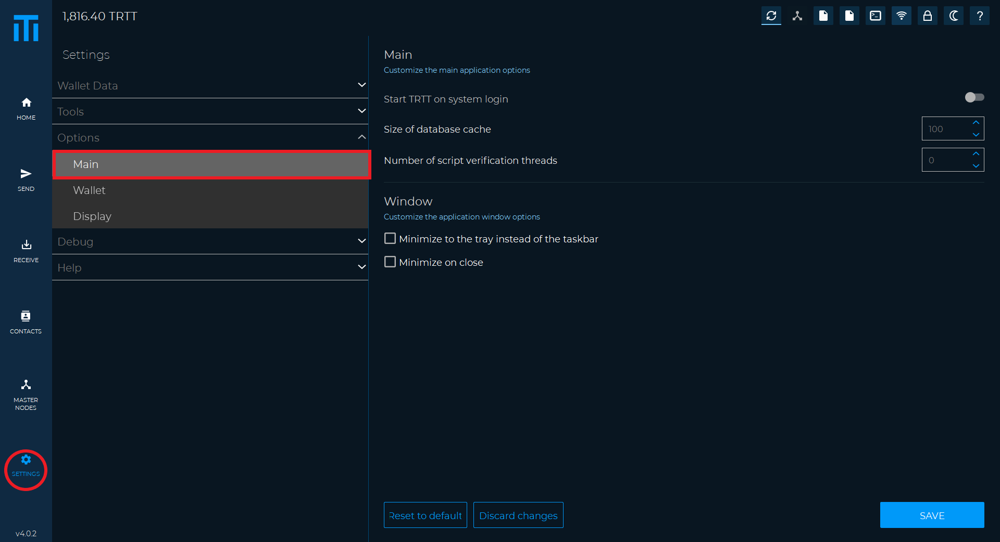 1,816.40 TRTT
?
HOME
SEND
RECEIVE
CONTACTS
MASTER
NODES
SETTINGS
v4.0.2
Settings
Wallet Data
Tools
Options
Main
Wallet
Display
Debug
Help
Main
Customize the main application options
Start TRTT on system login
Size of database cache
100
Number of script verification threads
0
Window
Customize the application window options
Minimize to the tray instead of the taskbar
Minimize on close
Reset to default
Discard changes
SAVE